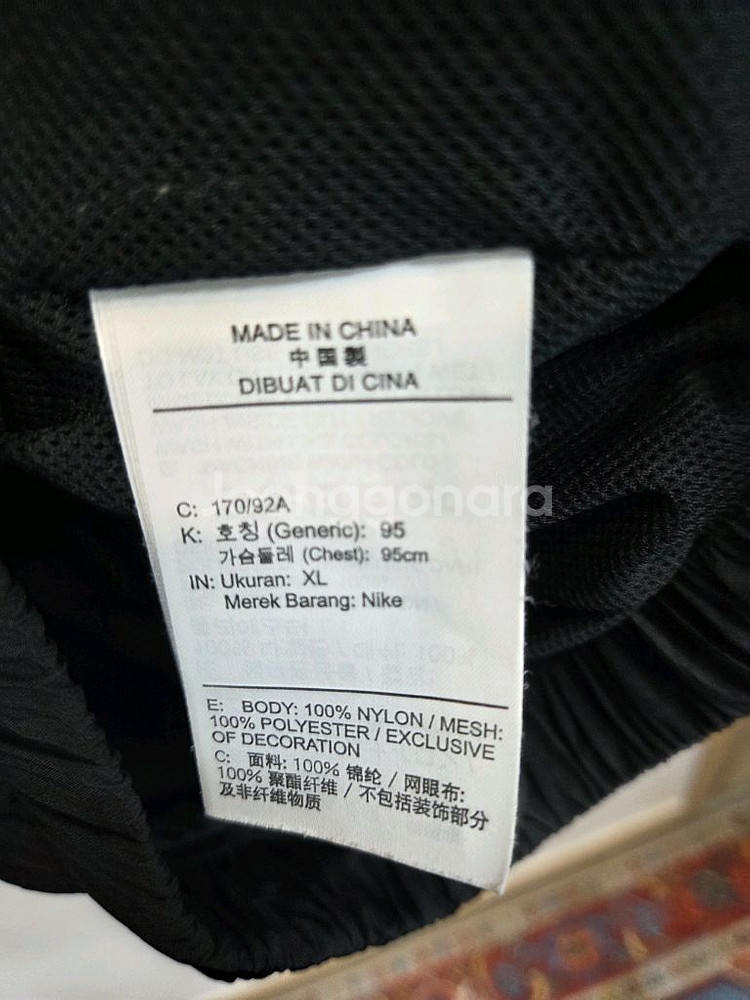 MADE IN CHINA
中国製
DIBUAT DI CINA
joonggonara
C: 170/92A
K: 호칭 (Generic): 95
가슴둘레 (Chest): 95cm
IN: Ukuran: XL
Merek Barang: Nike
E: BODY: 100% NYLON / MESH:
100% POLYESTER / EXCLUSIVE
OF DECORATION
C: 面料: 100% 锦纶 / 网眼布:
100% 聚酯纤维 / 不包括装饰部分
及非纤维物质